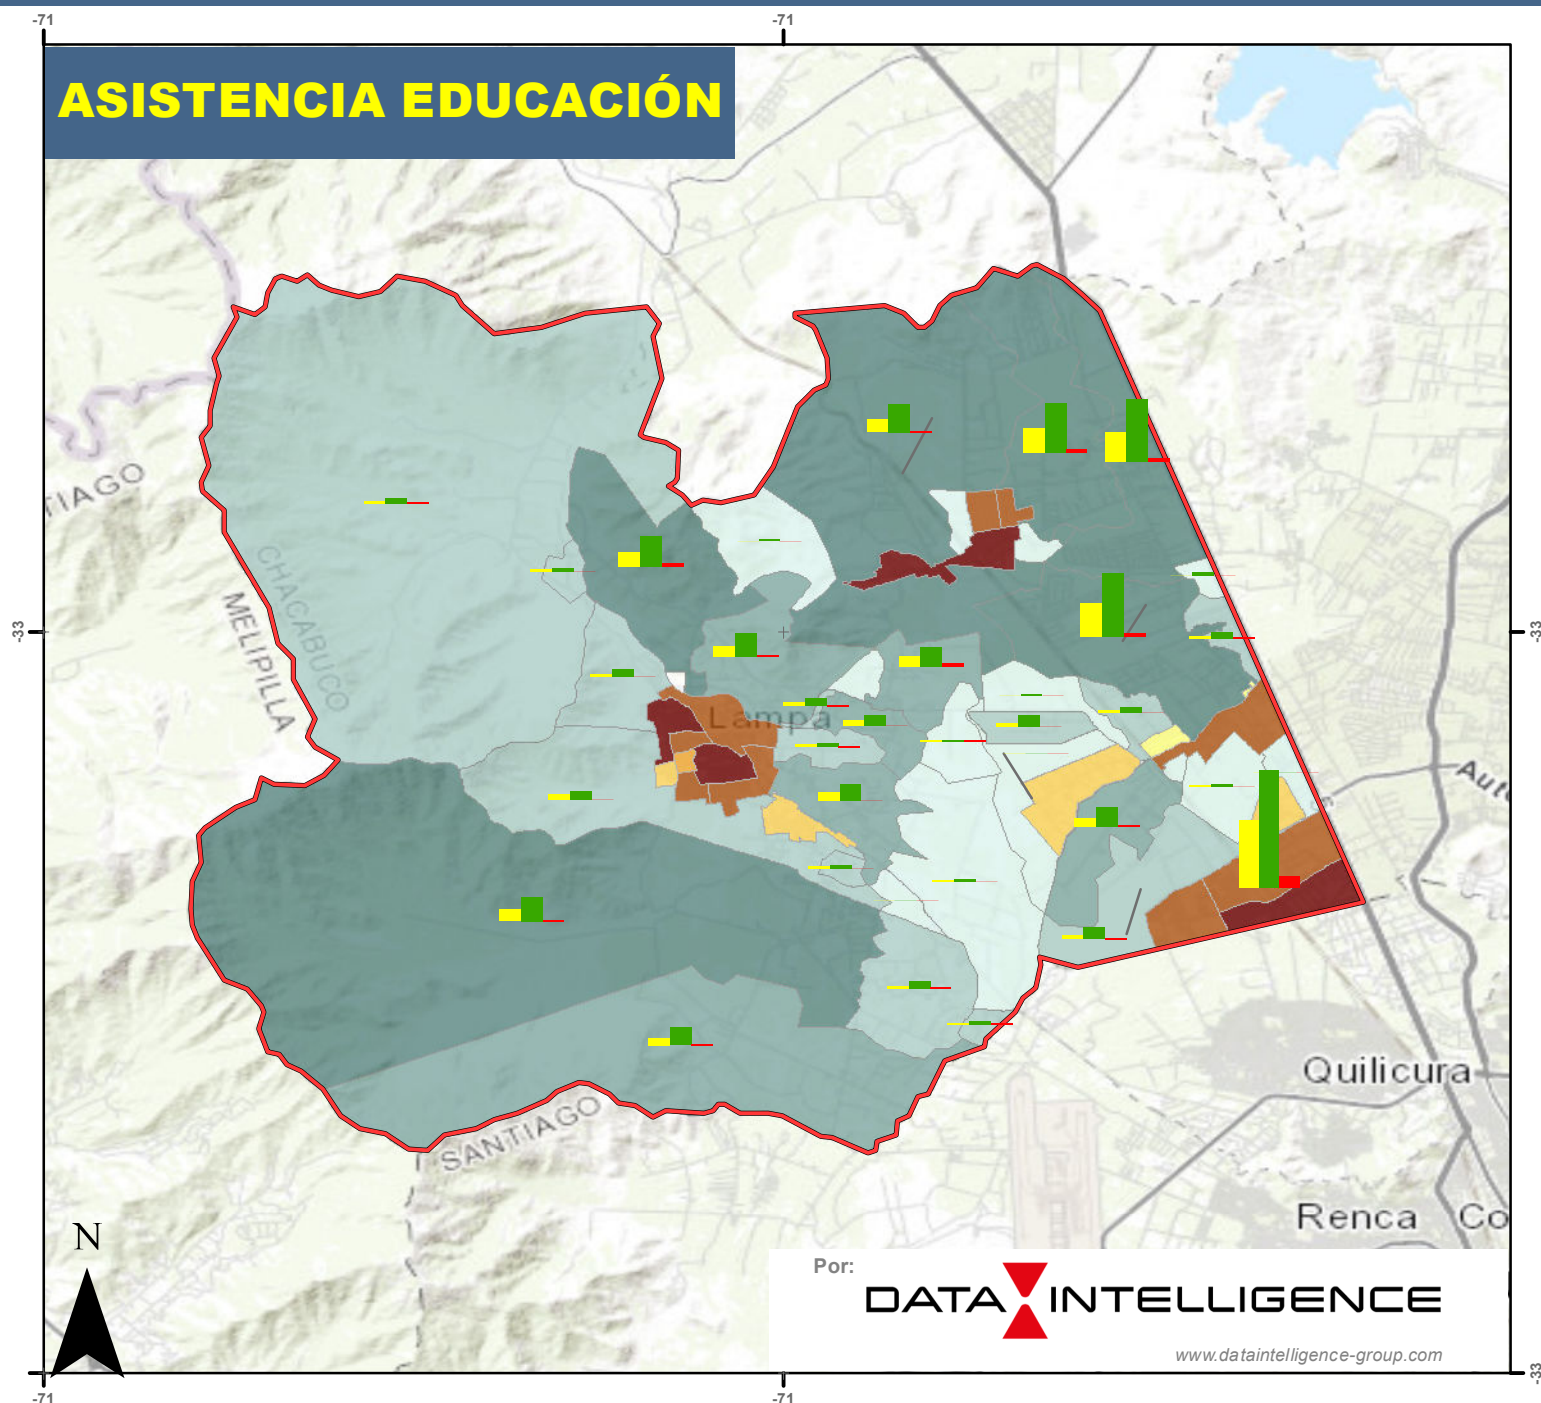 -71
-71
ASISTENCIA EDUCACIÓN
TIAGO
CHACABUCO
MELIPILLA
-33
-33
Lampa
Auto
SANTIAGO
Quilicura
Renca
Co
N
Por:
DATA INTELLIGENCE
www.dataintelligence-group.com
-33
-71
-71